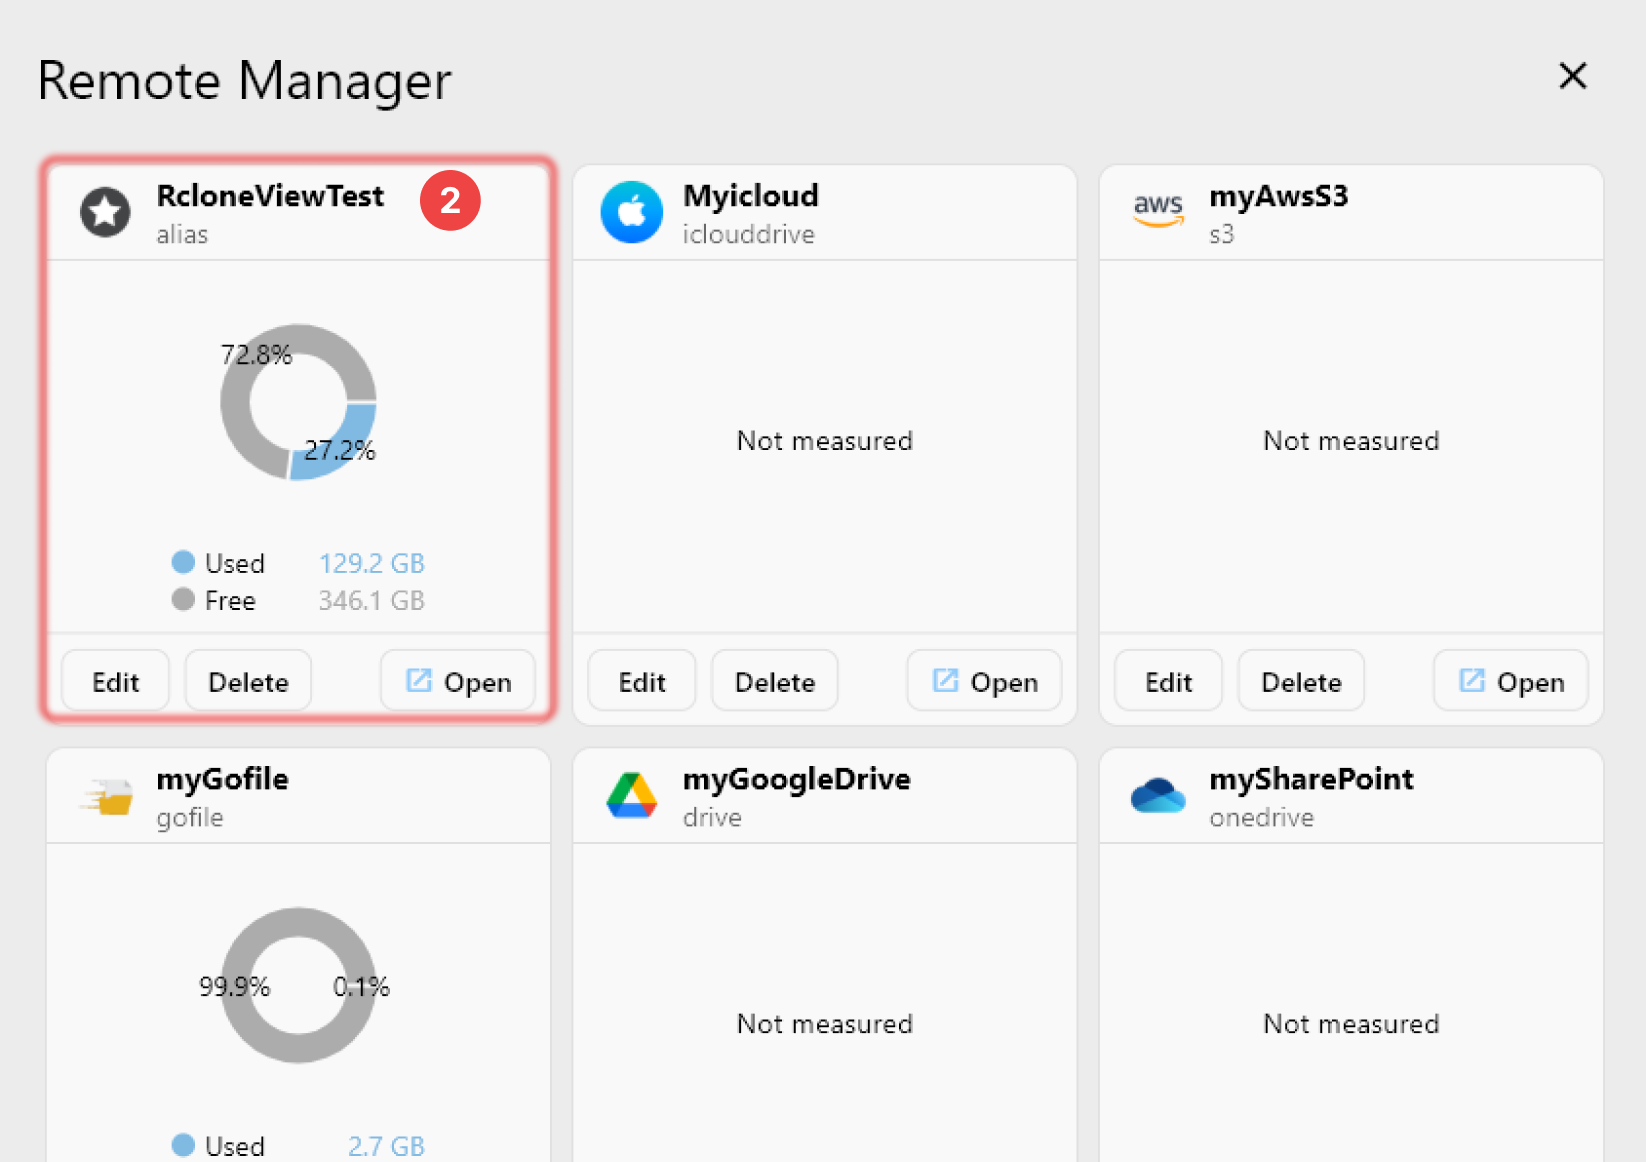 Remote Manager
RcloneViewTest 2
alias
72.8%
27.2%
Used 129.2 GB
Free 346.1 GB
Edit Delete Open
Myicloud
iclouddrive
Not measured
Edit Delete Open
aws myAwsS3
s3
Not measured
Edit Delete Open
myGofile
gofile
99.9% 0.1%
Used 2.7 GB
myGoogleDrive
drive
Not measured
mySharePoint
onedrive
Not measured